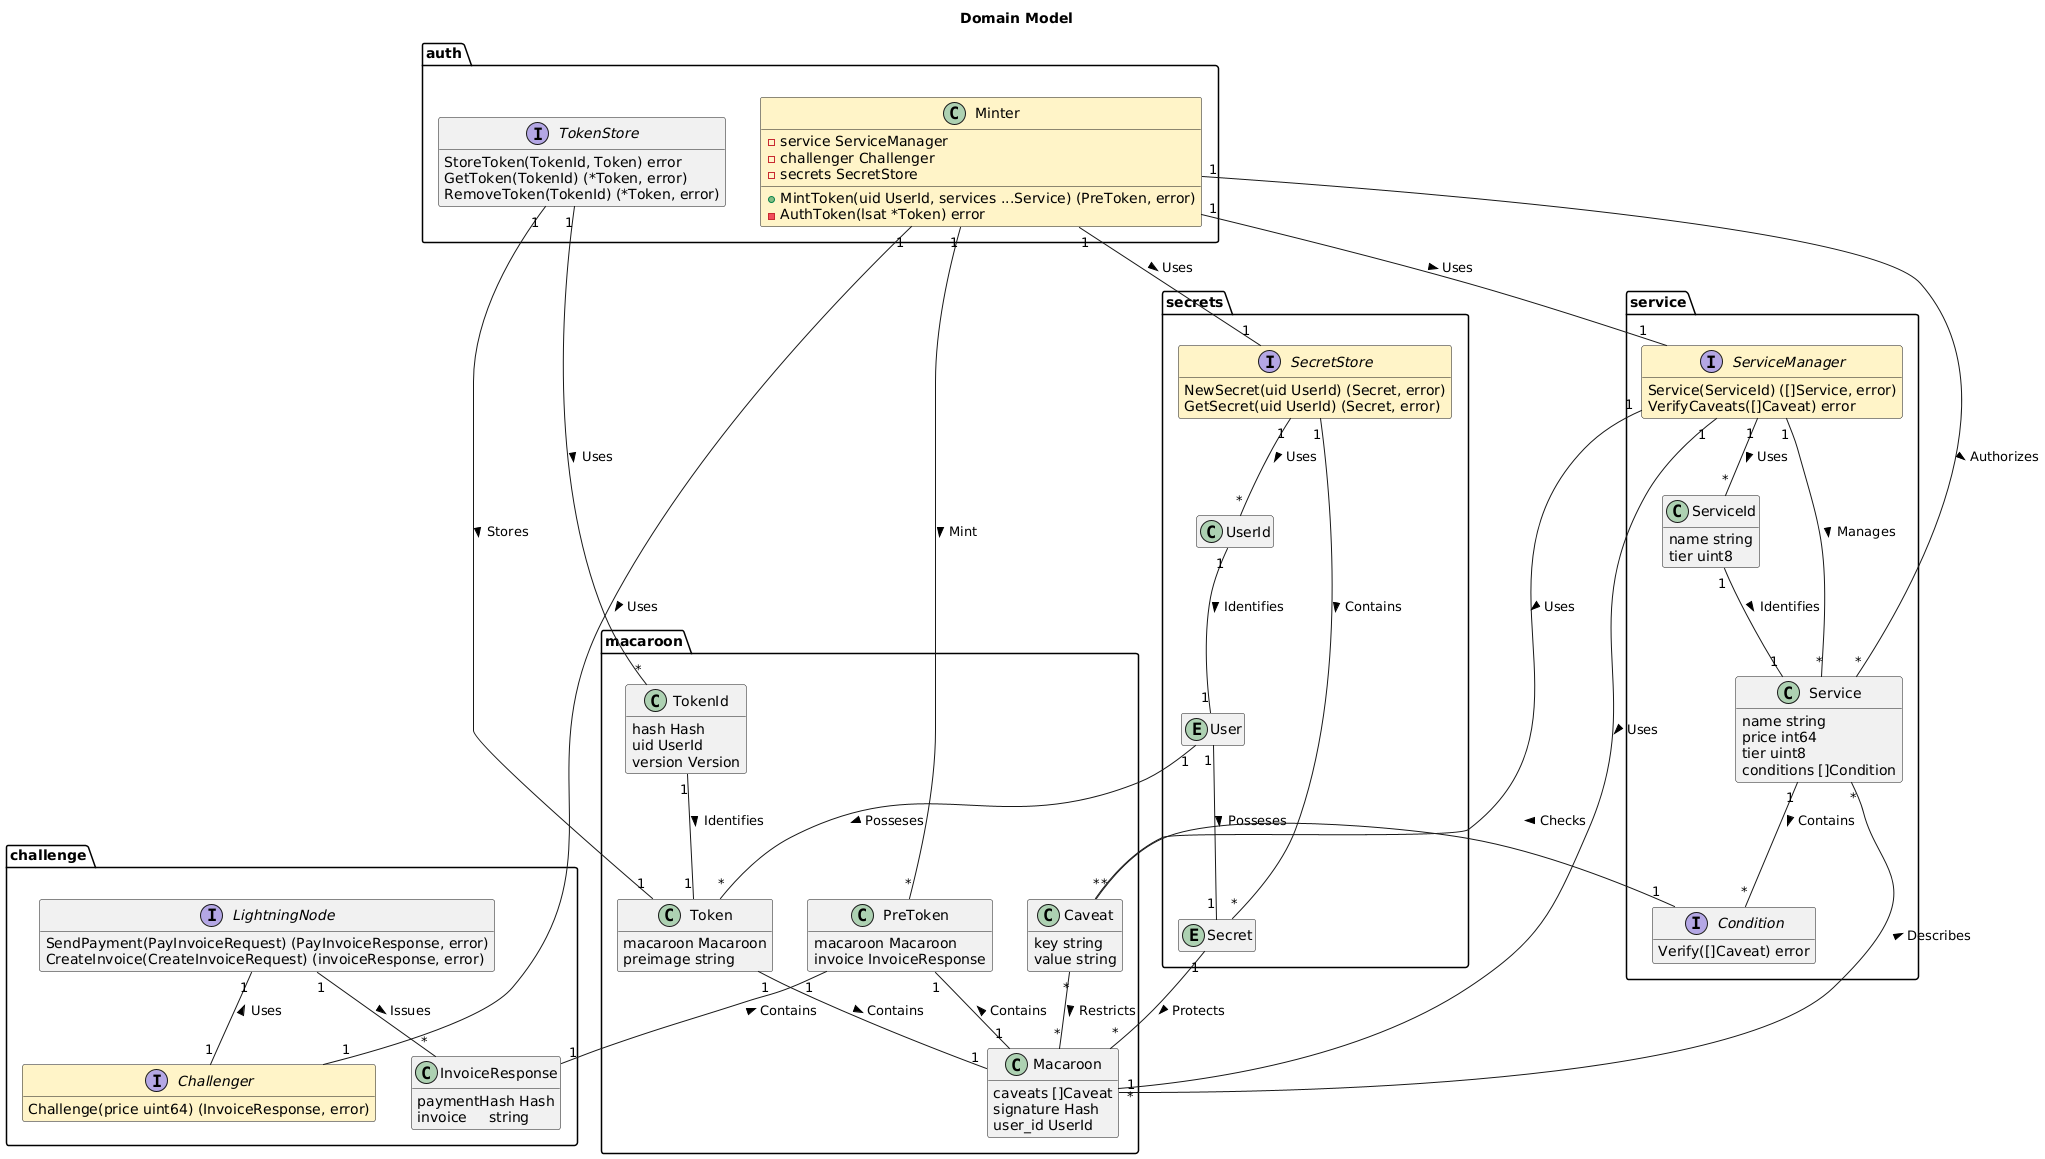 Domain Model
auth
I TokenStore
StoreToken(TokenId, Token) error
GetToken(TokenId) (*Token, error)
RemoveToken(TokenId) (*Token, error)
C Minter
service ServiceManager
challenger Challenger
secrets SecretStore
MintToken(uid UserId, services ...Service) (PreToken, error)
AuthToken(lsat *Token) error
1
1
1
1
1
1
1
Uses
Uses
secrets
1
I SecretStore
NewSecret(uid UserId) (Secret, error)
GetSecret(uid UserId) (Secret, error)
1
1
service
1
I ServiceManager
Service(ServiceId) ([]Service, error)
VerifyCaveats([]Caveat) error
1
1
1
1
Uses
Uses
Uses
Authorizes
*
*
C UserId
1
C ServiceId
name string
tier uint8
1
Stores
Mint
Manages
Uses
Identifies
Contains
Uses
Identifies
macaroon
*
C TokenId
hash Hash
uid UserId
version Version
1
1
E User
1
1
Uses
1
*
*
C Service
name string
price int64
tier uint8
conditions []Condition
1
*
Identifies
Posseses
Posseses
Checks
Contains
challenge
I LightningNode
SendPayment(PayInvoiceRequest) (PayInvoiceResponse, error)
CreateInvoice(CreateInvoiceRequest) (invoiceResponse, error)
1
1
1
1
*
C Token
macaroon Macaroon
preimage string
1
*
C PreToken
macaroon Macaroon
invoice InvoiceResponse
1
1
*
*
C Caveat
key string
value string
*
1
*
E Secret
1
1
*
I Condition
Verify([]Caveat) error
Describes
Uses
Issues
Contains
Contains
Contains
Restricts
Protects
1
1
*
1
1
1
*
*
I Challenger
Challenge(price uint64) (InvoiceResponse, error)
C InvoiceResponse
paymentHash Hash
invoice string
C Macaroon
caveats []Caveat
signature Hash
user_id UserId
1
*